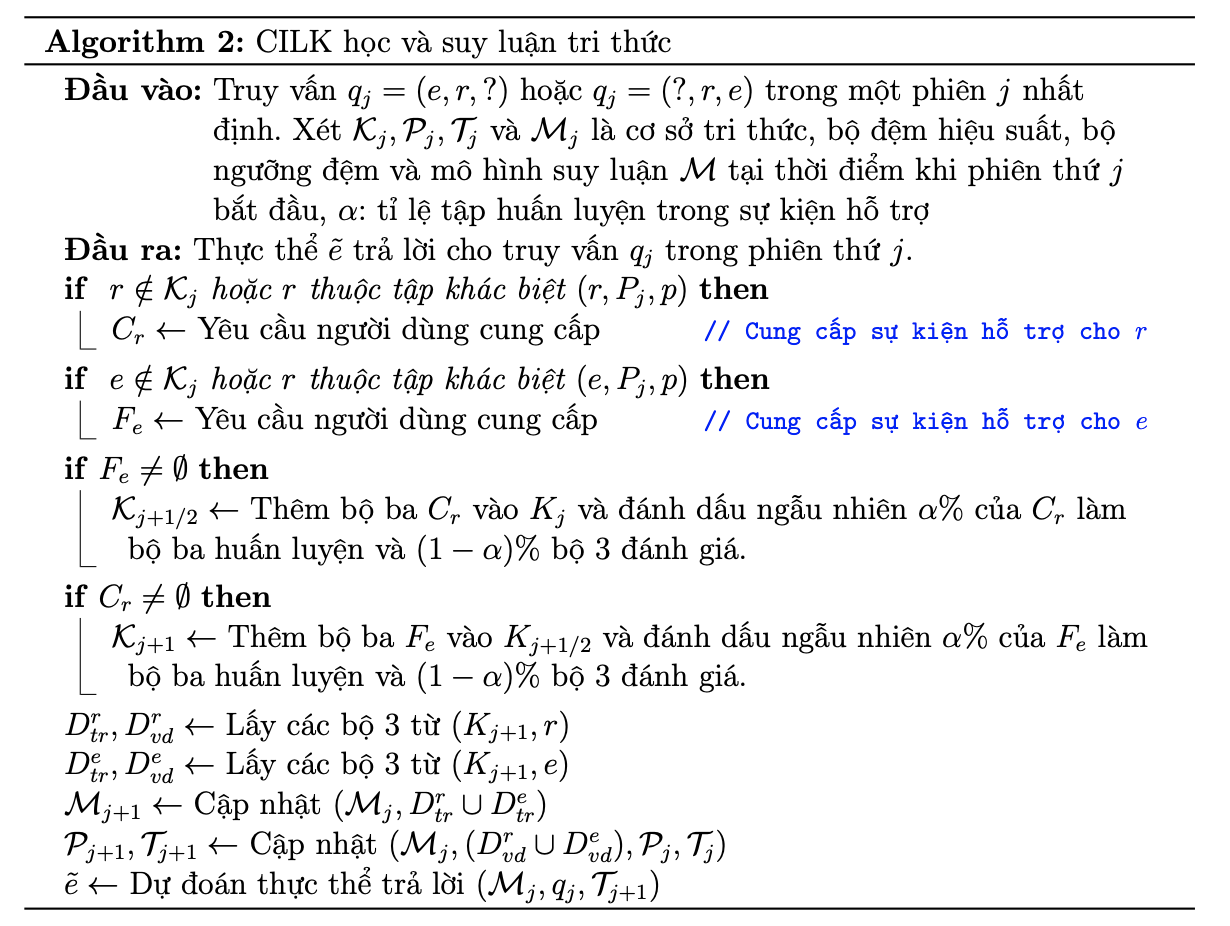 Algorithm 2: CILK học và suy luận tri thức
Đầu vào: Truy vấn $q_j = (e, r, ?)$ hoặc $q_j = (?, r, e)$ trong một phiên $j$ nhất
định. Xét $\mathcal{K}_j, \mathcal{P}_j, \mathcal{T}_j$ và $\mathcal{M}_j$ là cơ sở tri thức, bộ đệm hiệu suất, bộ
ngưỡng đệm và mô hình suy luận $\mathcal{M}$ tại thời điểm khi phiên thứ $j$
bắt đầu, $\alpha$: tỉ lệ tập huấn luyện trong sự kiện hỗ trợ
Đầu ra: Thực thể $\tilde{e}$ trả lời cho truy vấn $q_j$ trong phiên thứ $j$.
if $r \notin \mathcal{K}_j$ hoặc $r$ thuộc tập khác biệt $(r, P_j, p)$ then
$C_r \leftarrow$ Yêu cầu người dùng cung cấp // Cung cấp sự kiện hỗ trợ cho $r$
if $e \notin \mathcal{K}_j$ hoặc $r$ thuộc tập khác biệt $(e, P_j, p)$ then
$F_e \leftarrow$ Yêu cầu người dùng cung cấp // Cung cấp sự kiện hỗ trợ cho $e$
if $F_e \neq \emptyset$ then
$\mathcal{K}_{j+1/2} \leftarrow$ Thêm bộ ba $C_r$ vào $K_j$ và đánh dấu ngẫu nhiên $\alpha\%$ của $C_r$ làm
bộ ba huấn luyện và $(1 - \alpha)\%$ bộ 3 đánh giá.
if $C_r \neq \emptyset$ then
$\mathcal{K}_{j+1} \leftarrow$ Thêm bộ ba $F_e$ vào $K_{j+1/2}$ và đánh dấu ngẫu nhiên $\alpha\%$ của $F_e$ làm
bộ ba huấn luyện và $(1 - \alpha)\%$ bộ 3 đánh giá.
$D_{tr}^r, D_{vd}^r \leftarrow$ Lấy các bộ 3 từ $(K_{j+1}, r)$
$D_{tr}^e, D_{vd}^e \leftarrow$ Lấy các bộ 3 từ $(K_{j+1}, e)$
$\mathcal{M}_{j+1} \leftarrow$ Cập nhật $(\mathcal{M}_j, D_{tr}^r \cup D_{tr}^e)$
$\mathcal{P}_{j+1}, \mathcal{T}_{j+1} \leftarrow$ Cập nhật $(\mathcal{M}_j, (D_{vd}^r \cup D_{vd}^e), \mathcal{P}_j, \mathcal{T}_j)$
$\tilde{e} \leftarrow$ Dự đoán thực thể trả lời $(\mathcal{M}_j, q_j, \mathcal{T}_{j+1})$